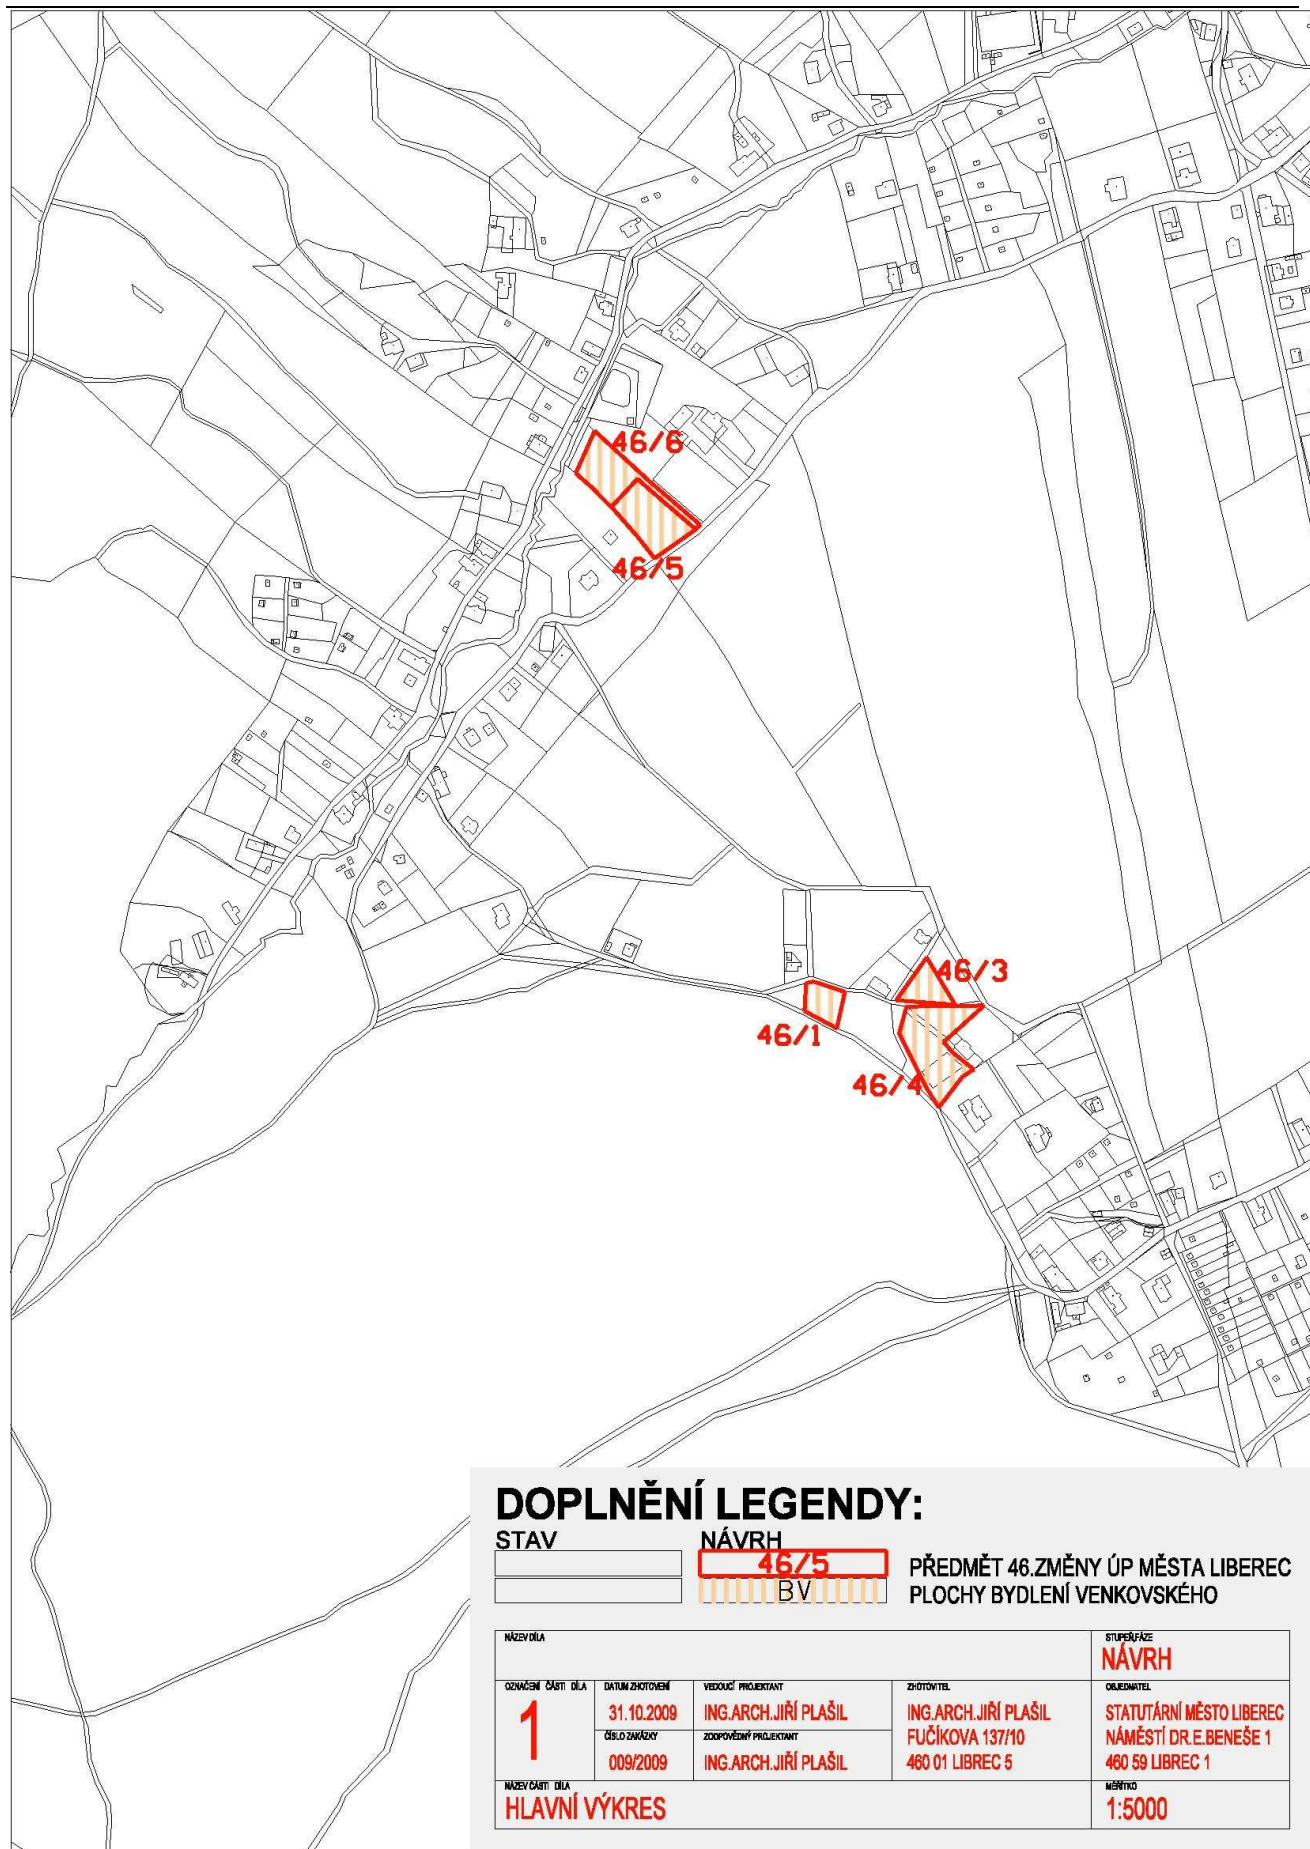 46/6
46/5
46/3
46/1
46/4
DOPLNĚNÍ LEGENDY:
STAV NÁVRH
46/5 PŘEDMĚT 46.ZMĚNY ÚP MĚSTA LIBEREC
BV PLOCHY BYDLENÍ VENKOVSKÉHO
NÁZEV DÍLA
STUPEŇ/FÁZE
NÁVRH
OZNAČENÍ ČÁSTI DÍLA
1
DATUM ZHOTOVENÍ
31.10.2009
ČÍSLO ZAKÁZKY
009/2009
VEDOUCÍ PROJEKTANT
ING.ARCH.JIŘÍ PLAŠIL
ZODPOVĚDNÝ PROJEKTANT
ING.ARCH.JIŘÍ PLAŠIL
ZHOTOVITEL
ING.ARCH.JIŘÍ PLAŠIL
FUČÍKOVA 137/10
460 01 LIBREC 5
OBJEDNATEL
STATUTÁRNÍ MĚSTO LIBEREC
NÁMĚSTÍ DR.E.BENEŠE 1
460 59 LIBREC 1
NÁZEV ČÁSTI DÍLA
HLAVNÍ VÝKRES
MĚŘÍTKO
1:5000